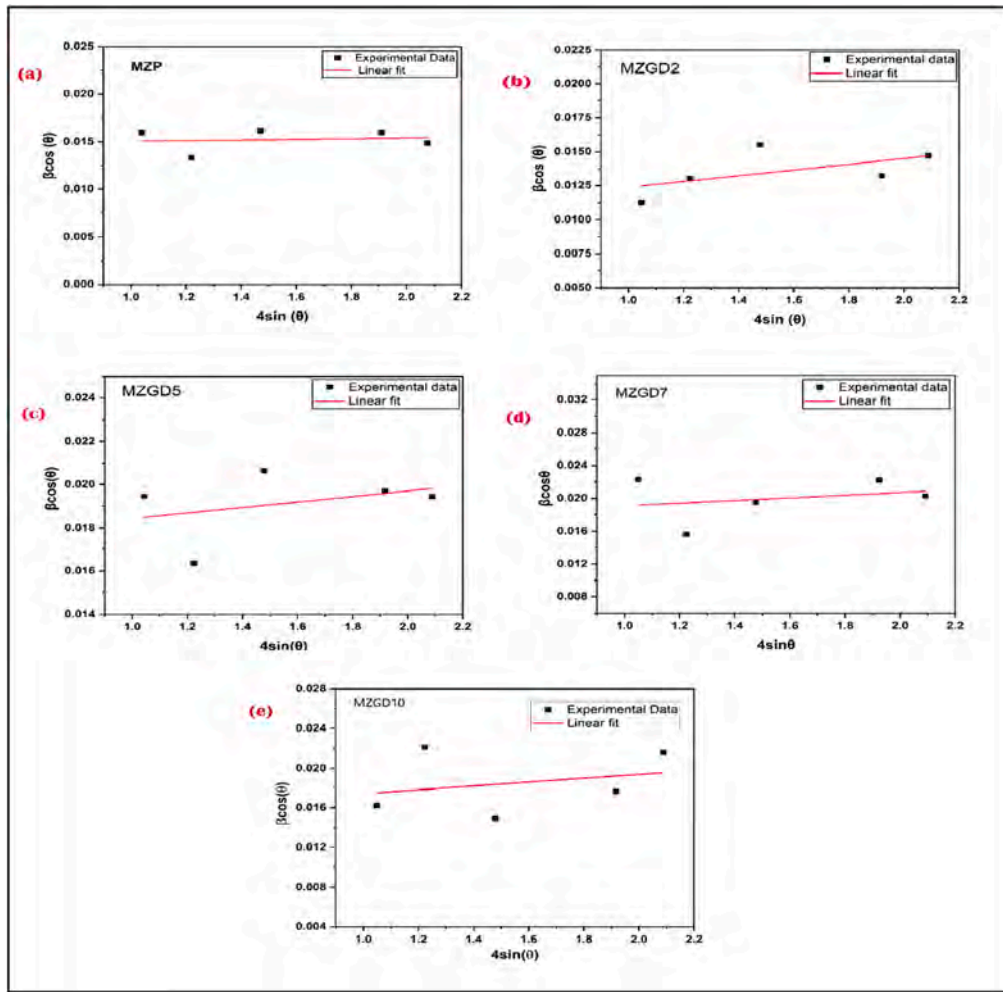 (a)
MZP
Experimental Data
Linear fit
0.025
0.020
0.015
0.010
0.005
0.000
βcos (θ)
1.0 1.2 1.4 1.6 1.8 2.0 2.2
4sin (θ)
(b)
MZGD2
Experimental Data
Linear fit
0.0225
0.0200
0.0175
0.0150
0.0125
0.0100
0.0075
0.0050
βcos (θ)
1.0 1.2 1.4 1.6 1.8 2.0 2.2
4sin (θ)
(c)
MZGD5
Experimental data
Linear fit
0.024
0.022
0.020
0.018
0.016
0.014
βcos(θ)
1.0 1.2 1.4 1.6 1.8 2.0 2.2
4sin(θ)
(d)
MZGD7
Experimental data
Linear fit
0.032
0.028
0.024
0.020
0.016
0.012
0.008
βcosθ
1.0 1.2 1.4 1.6 1.8 2.0 2.2
4sinθ
(e)
MZGD10
Experimental Data
Linear fit
0.028
0.024
0.020
0.016
0.012
0.008
0.004
βcos(θ)
1.0 1.2 1.4 1.6 1.8 2.0 2.2
4sin(θ)